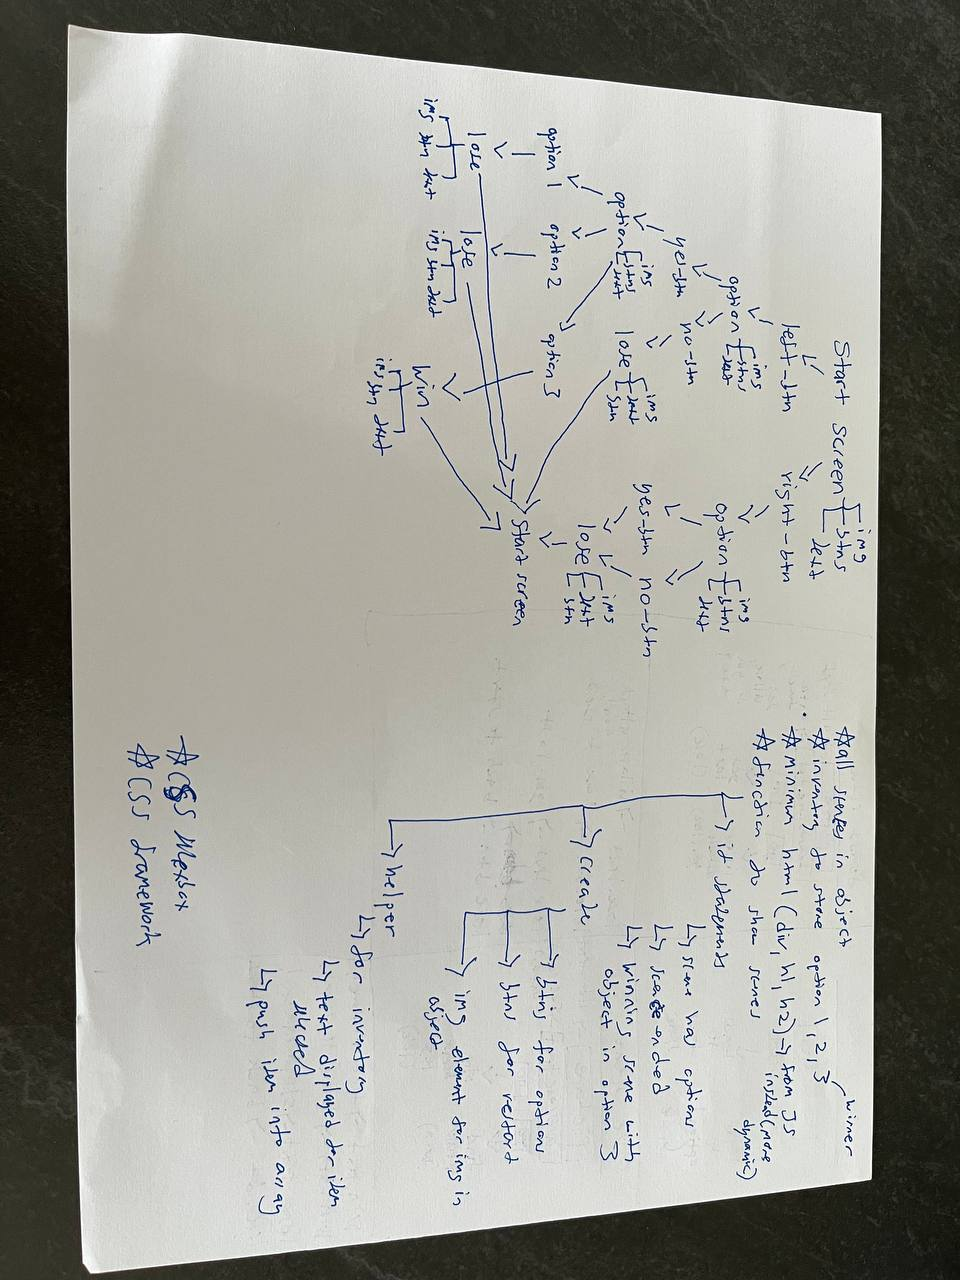 Start screen
img
btns
text
left-btn
right-btn
option
img
btns
text
option
img
btns
text
yes-btn
no-btn
yes-btn
no-btn
option
img
btns
text
lose
img
text
btn
lose
img
text
btn
option 1
option 2
option 3
Start screen
lose
lose
Win
img btn text
img btn text
img btn text
all scenes in object
inventory to store option 1, 2, 3
winner
minimum html (div, h1, h2) → from JS
instead (more
dynamic)
function to show scenes
if statements
scene has options
scene ended
winning scene with
object in option 3
create
btns for options
btns for restart
img element for img in
object
helper
for inventory
text displayed for item
push item into array
CSS flexbox
CSS framework